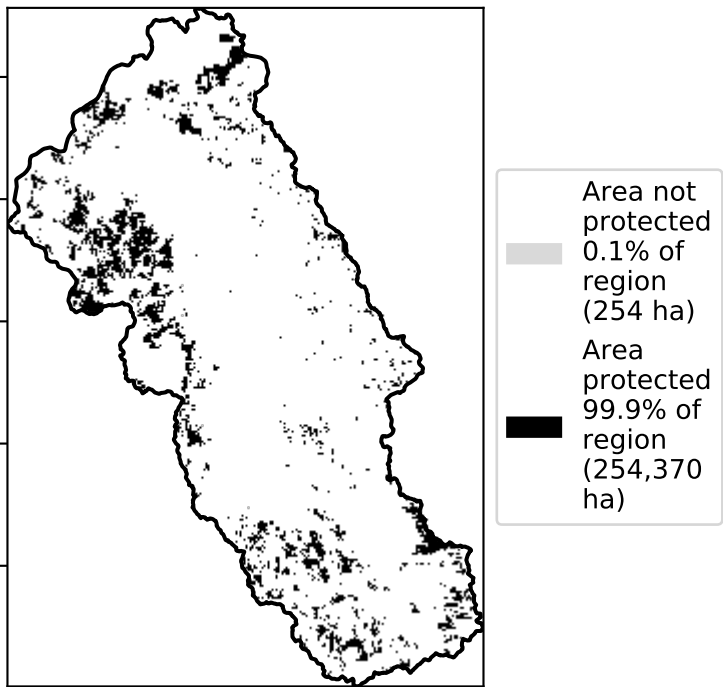 Area not
protected
0.1% of
region
(254 ha)
Area
protected
99.9% of
region
(254,370
ha)